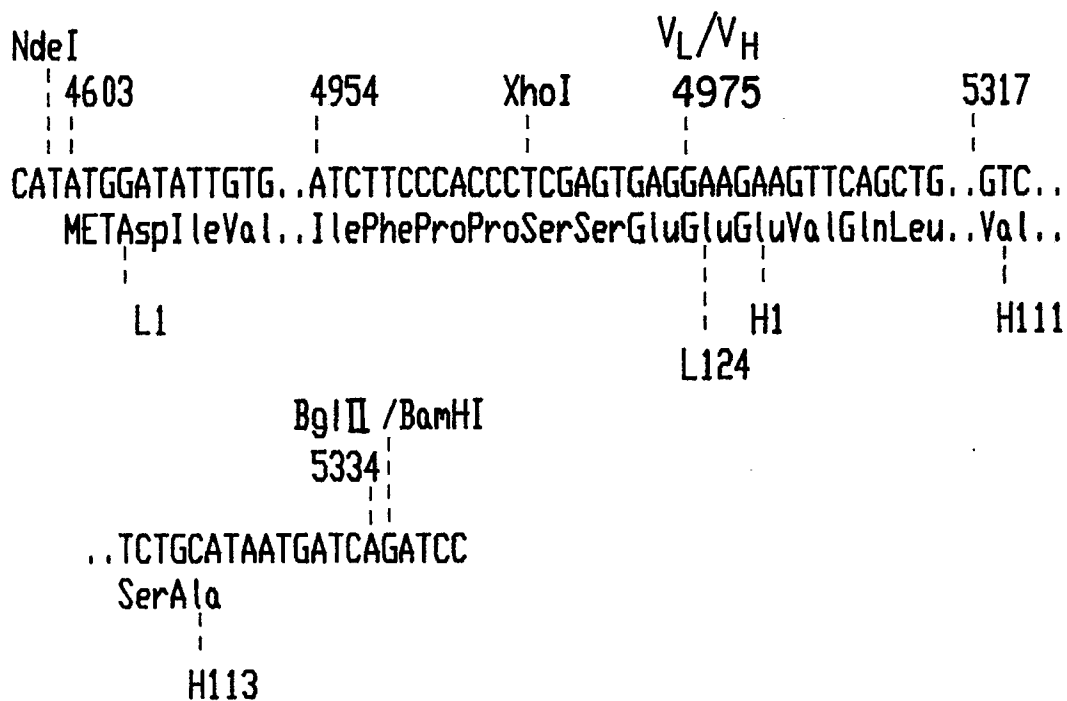 NdeI VL/VH
4603 4954 XhoI 4975 5317
CATATGGATATTGTG..ATCTTCCCACCCTCGAGTGAGGAAGAAGTTCAGCTG..GTC..
METAspIleVal..IlePheProProSerSerGluGluGluValGlnLeu..Val..
L1 H1 H111
L124
BglII/BamHI
5334
..TCTGCATAATGATCAGATCC
SerAla
H113